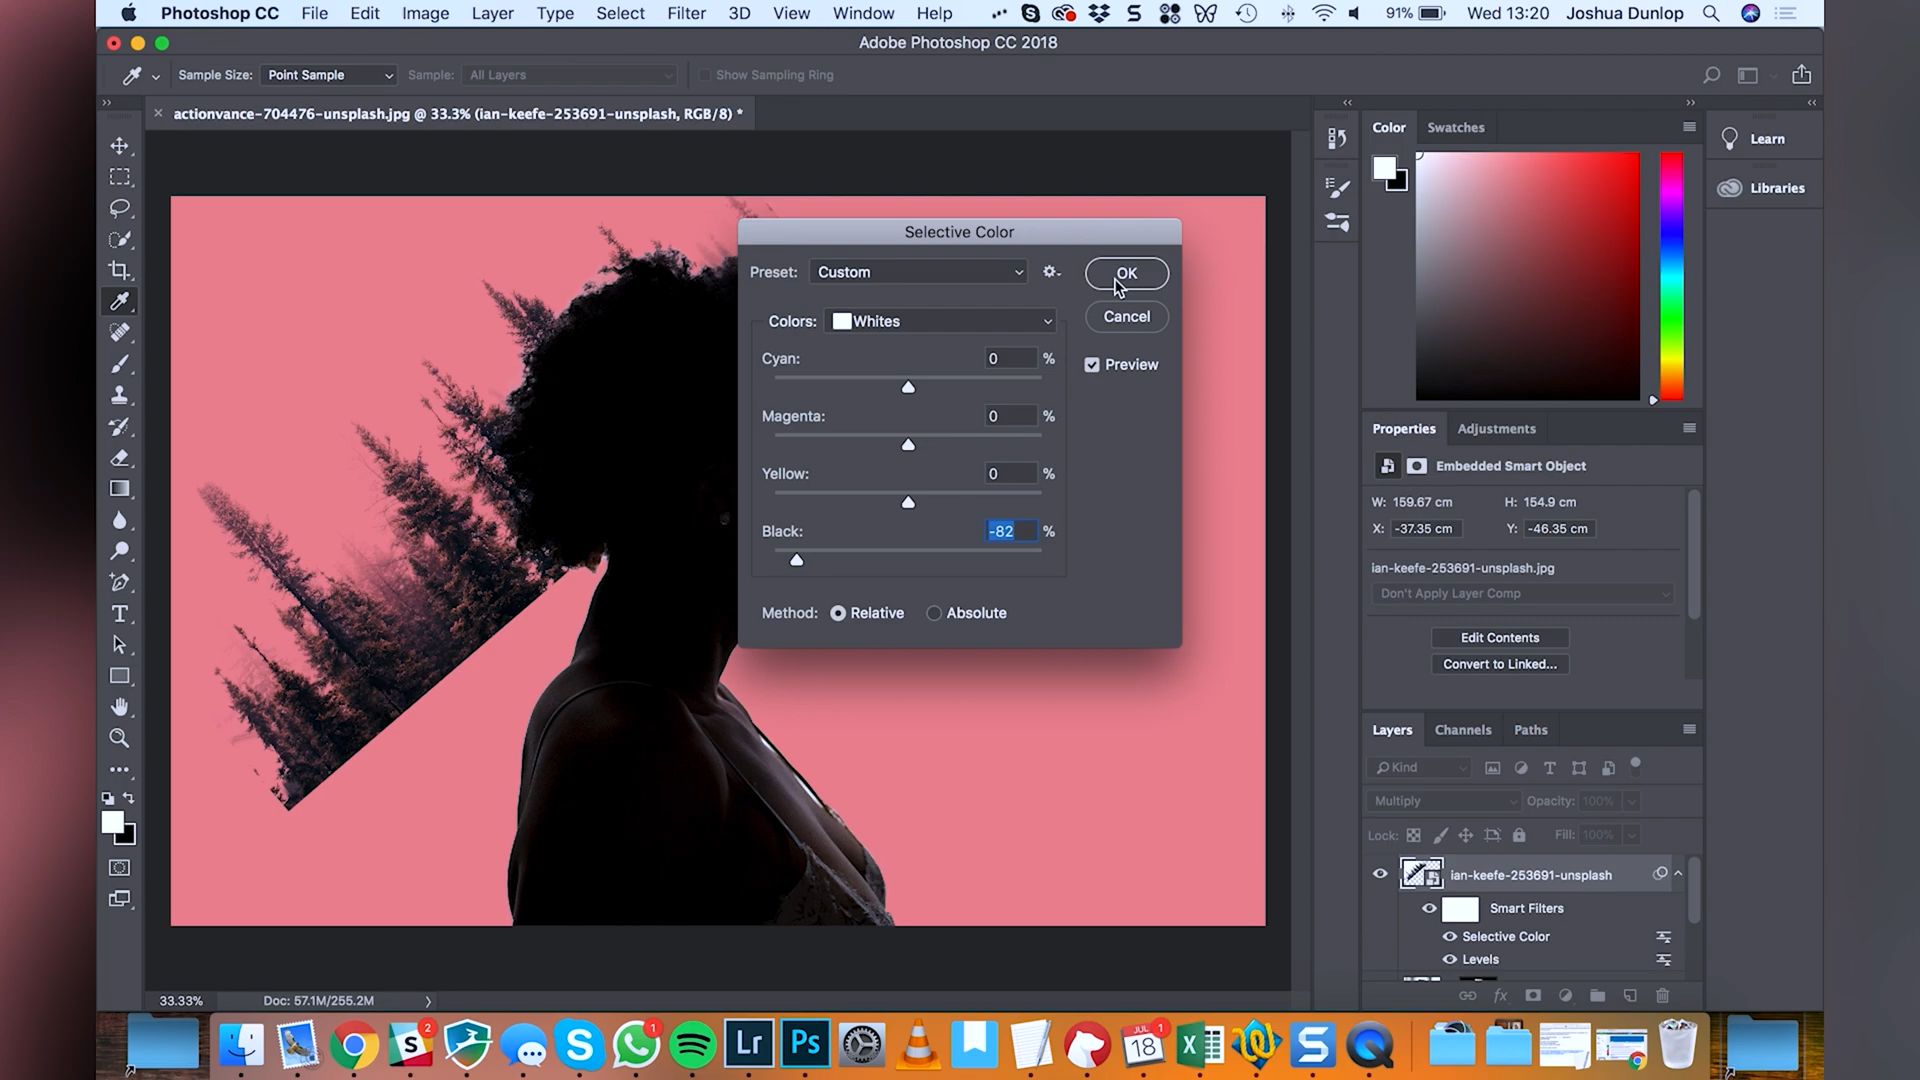 Photoshop CC File Edit Image Layer Type Select Filter 3D View Window Help 91% Wed 13:20 Joshua Dunlop
Adobe Photoshop CC 2018
Sample Size: Point Sample Sample: All Layers Show Sampling Ring
actionvance-704476-unsplash.jpg @ 33.3% (ian-keefe-253691-unsplash, RGB/8) *
Selective Color
Preset: Custom OK
Cancel
Colors: Whites
Cyan: 0 %
Preview
Magenta: 0 %
Yellow: 0 %
Black: -82 %
Method: Relative Absolute
Color Swatches
Learn
Libraries
Properties Adjustments
Embedded Smart Object
W: 159.67 cm H: 154.9 cm
X: -37.35 cm Y: -46.35 cm
ian-keefe-253691-unsplash.jpg
Don't Apply Layer Comp
Edit Contents
Convert to Linked...
Layers Channels Paths
Kind
Multiply Opacity: 100%
Lock: Fill: 100%
ian-keefe-253691-unsplash
Smart Filters
Selective Color
Levels
fx
33.33% Doc: 57.1M/255.2M
S 2 S 1 Lr Ps JUL 18 1 X S